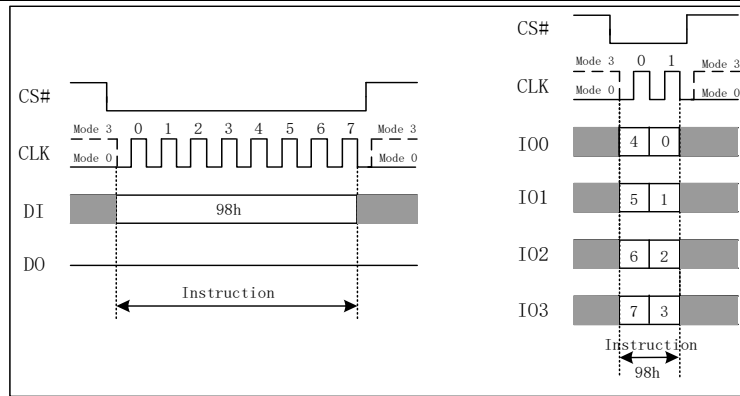 CS#
Mode 3 0 1 2 3 4 5 6 7 Mode 3
CLK
Mode 0 Mode 0
DI 98h
DO
Instruction
CS#
Mode 3 0 1 Mode 3
CLK
Mode 0 Mode 0
IO0 4 0
IO1 5 1
IO2 6 2
IO3 7 3
Instruction
98h